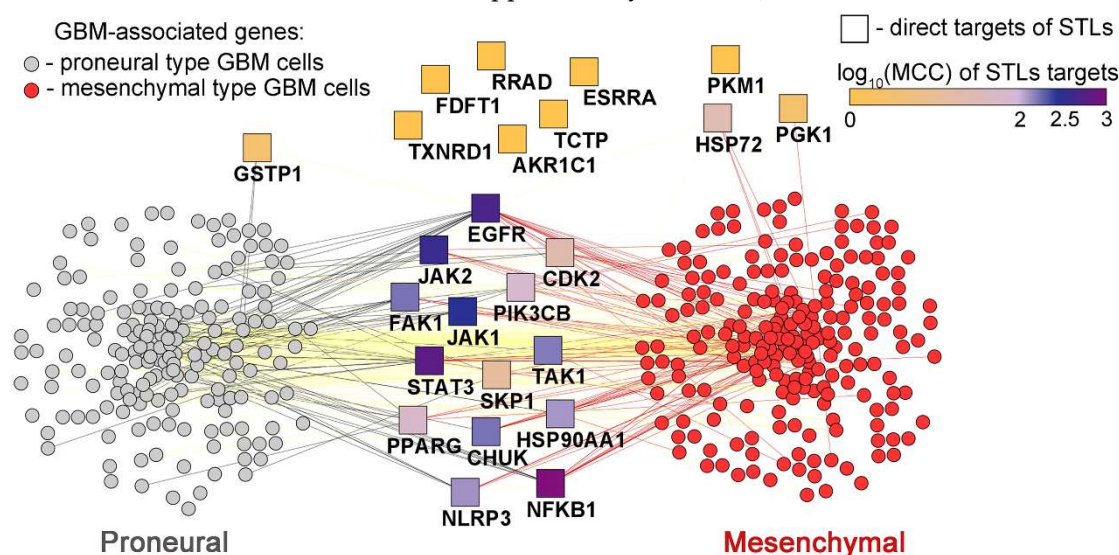 GBM-associated genes:
- proneural type GBM cells
- mesenchymal type GBM cells
- direct targets of STLs
log10(MCC) of STLs targets
0 2 2.5 3
RRAD
FDFT1
ESRRA
PKM1
TXNRD1
TCTP
AKR1C1
HSP72
PGK1
GSTP1
EGFR
JAK2
CDK2
FAK1
PIK3CB
JAK1
STAT3
TAK1
SKP1
PPARG
CHUK
HSP90AA1
NLRP3
NFKB1
Proneural
Mesenchymal